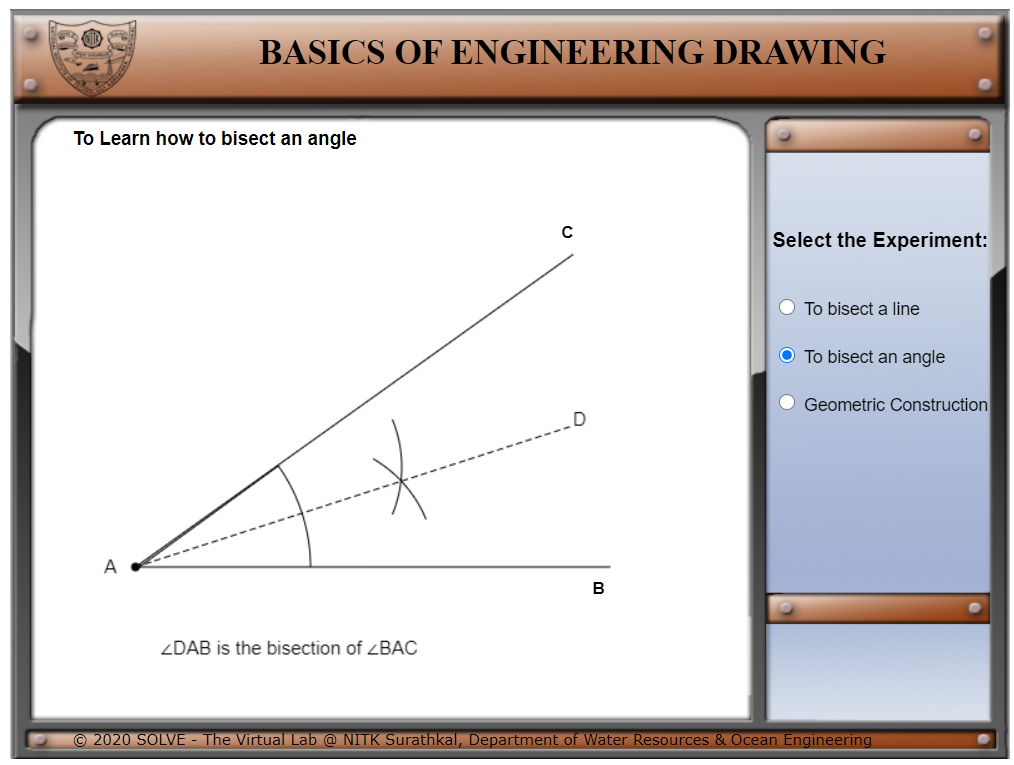 BASICS OF ENGINEERING DRAWING
To Learn how to bisect an angle
C
D
A
B
∠DAB is the bisection of ∠BAC
Select the Experiment:
To bisect a line
To bisect an angle
Geometric Construction
© 2020 SOLVE - The Virtual Lab @ NITK Surathkal, Department of Water Resources & Ocean Engineering